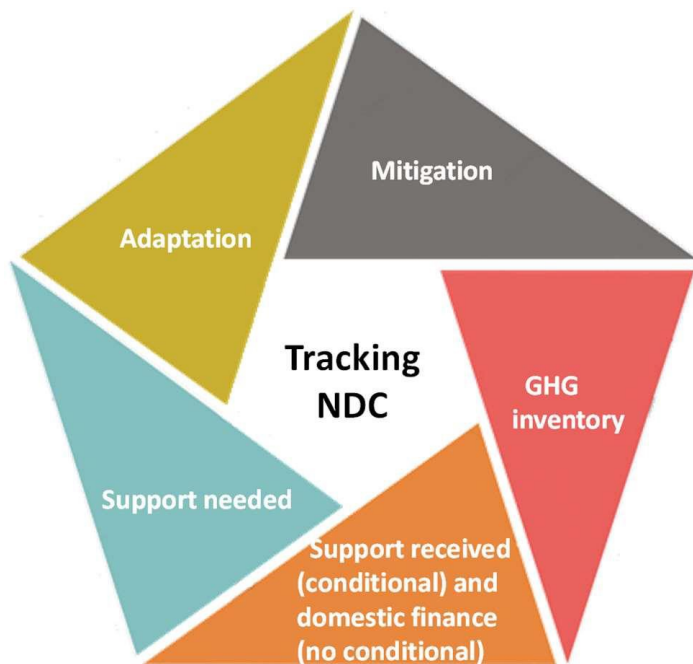 Mitigation
Adaptation
Tracking
NDC
GHG
inventory
Support needed
Support received
(conditional) and
domestic finance
(no conditional)